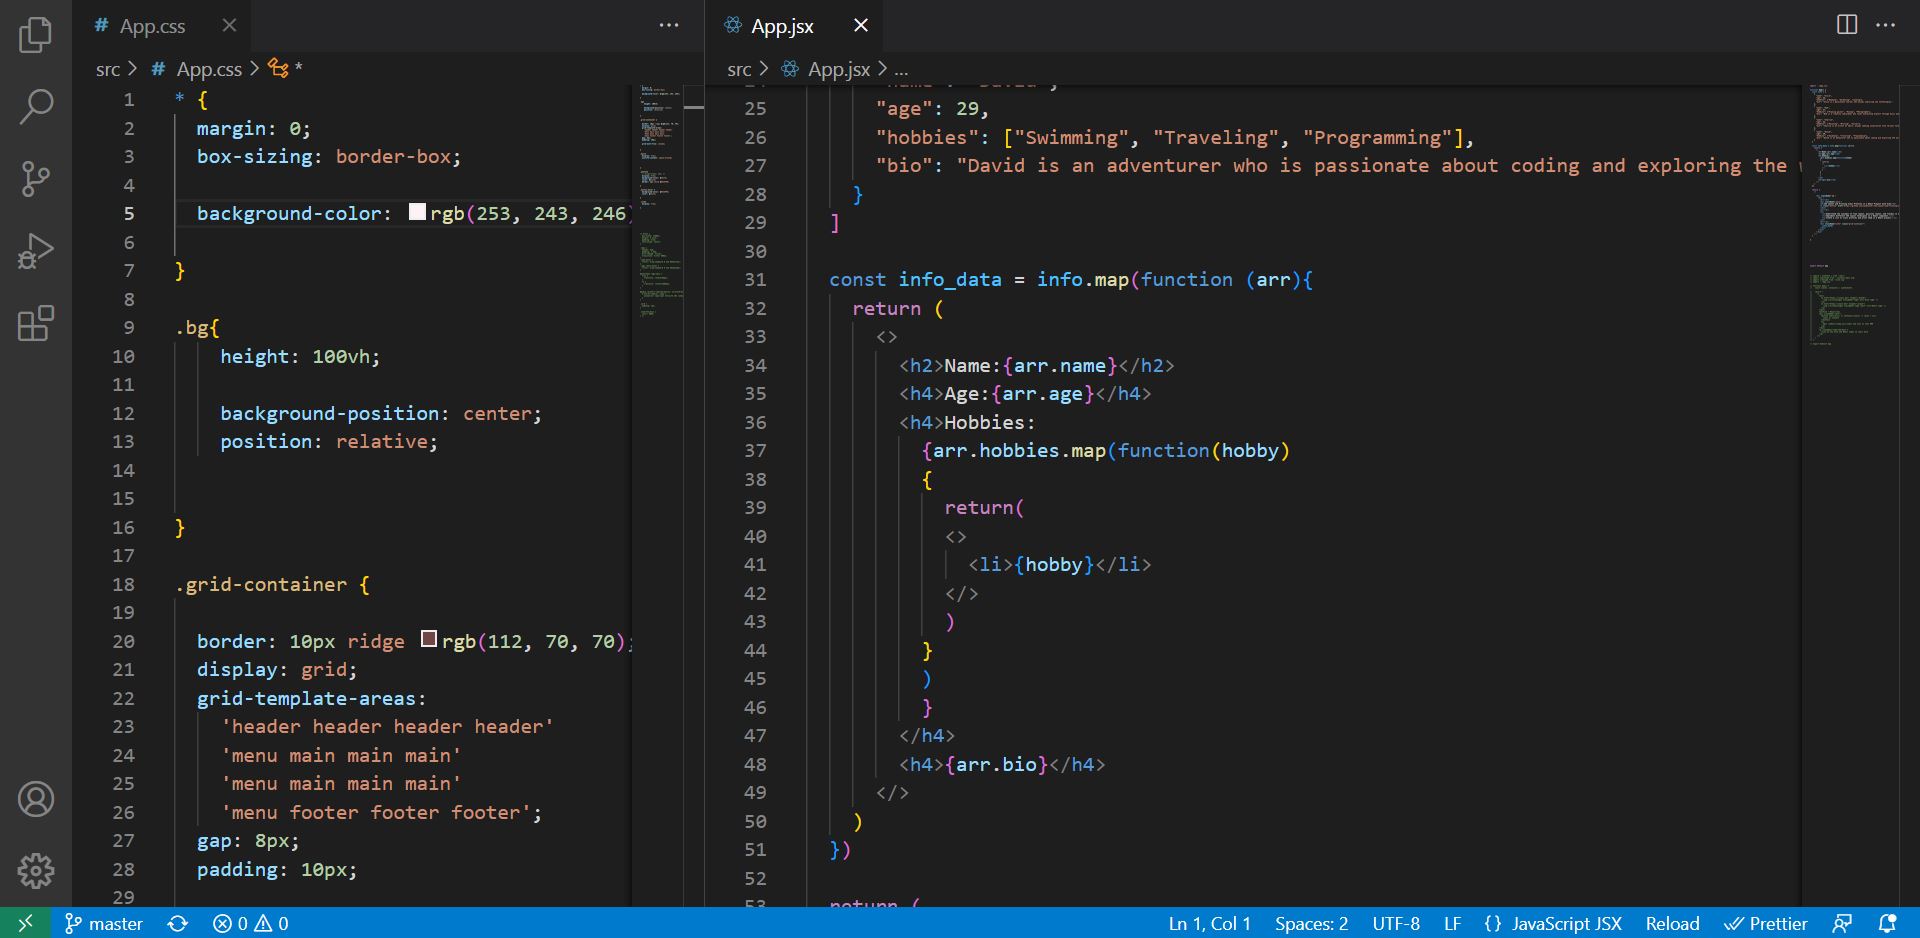 # App.css
src > # App.css > *
1 * {
2 margin: 0;
3 box-sizing: border-box;
4
5 background-color: rgb(253, 243, 246)
6
7 }
8
9 .bg{
10 height: 100vh;
11
12 background-position: center;
13 position: relative;
14
15
16 }
17
18 .grid-container {
19
20 border: 10px ridge rgb(112, 70, 70);
21 display: grid;
22 grid-template-areas:
23 'header header header header'
24 'menu main main main'
25 'menu main main main'
26 'menu footer footer footer';
27 gap: 8px;
28 padding: 10px;
29
App.jsx
src > App.jsx > ...
25 "age": 29,
26 "hobbies": ["Swimming", "Traveling", "Programming"],
27 "bio": "David is an adventurer who is passionate about coding and exploring the
28 }
29 ]
30
31 const info_data = info.map(function (arr){
32 return (
33 <>
34 <h2>Name:{arr.name}</h2>
35 <h4>Age:{arr.age}</h4>
36 <h4>Hobbies:
37 {arr.hobbies.map(function(hobby)
38 {
39 return(
40 <>
41 <li>{hobby}</li>
42 </>
43 )
44 }
45 )
46 }
47 </h4>
48 <h4>{arr.bio}</h4>
49 </>
50 )
51 })
52
53 return (
master 0 0 Ln 1, Col 1 Spaces: 2 UTF-8 LF {} JavaScript JSX Reload Prettier